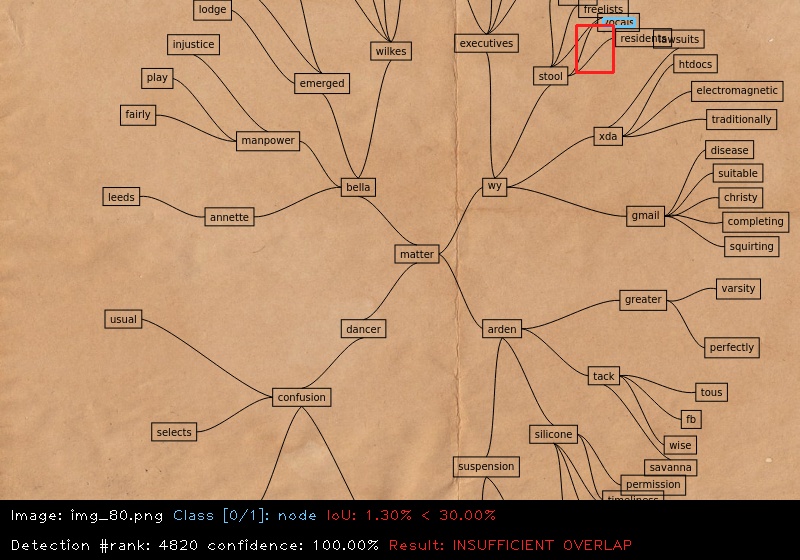 freelists
lodge
vocals
residents
lawsuits
injustice
executives
wilkes
htdocs
play
stool
emerged
electromagnetic
fairly
traditionally
manpower
xda
disease
suitable
bella
wy
leeds
christy
annette
gmail
completing
squirting
matter
varsity
greater
usual
dancer
arden
perfectly
tack
tous
confusion
fb
selects
silicone
wise
suspension
savanna
permission
timeliness
Image: img_80.png Class [0/1]: node IoU: 1.30% < 30.00%
Detection #rank: 4820 confidence: 100.00% Result: INSUFFICIENT OVERLAP